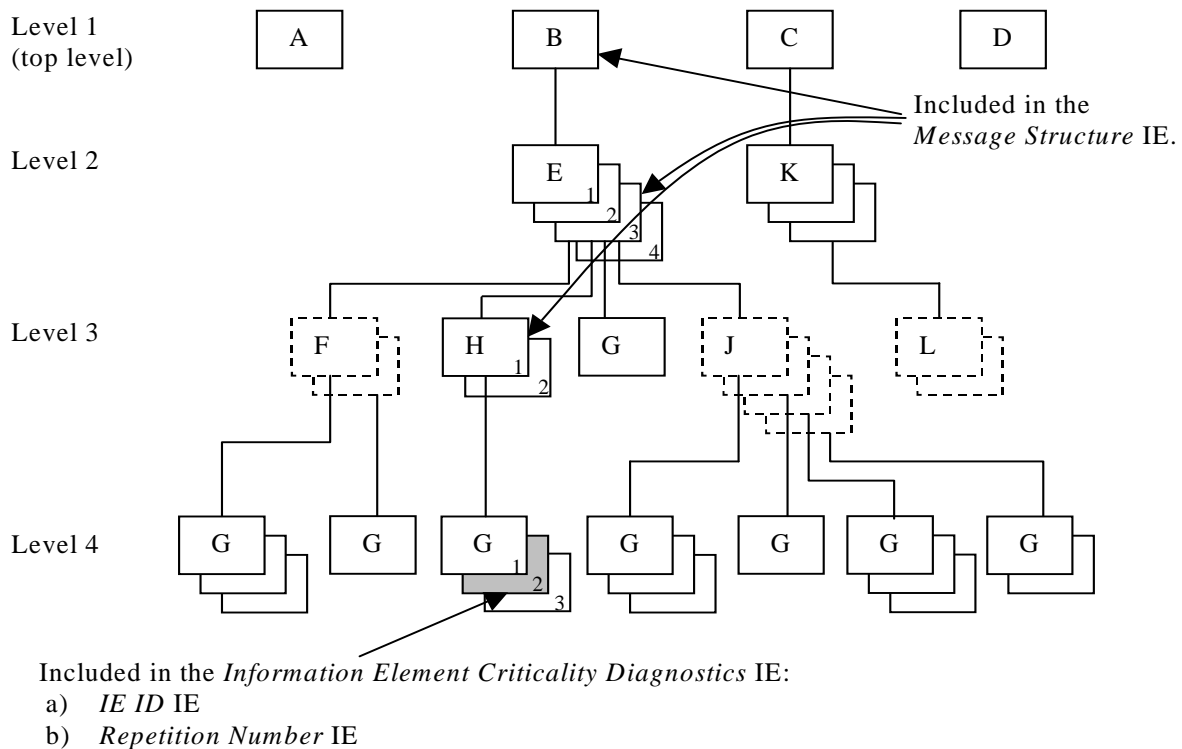 Level 1
(top level)
A
B
C
D
Included in the
Message Structure IE.
Level 2
E
1
2
3
4
K
Level 3
F
H
1
2
G
J
L
Level 4
G
G
G
1
2
3
G
G
G
G
Included in the Information Element Criticality Diagnostics IE:
a) IE ID IE
b) Repetition Number IE